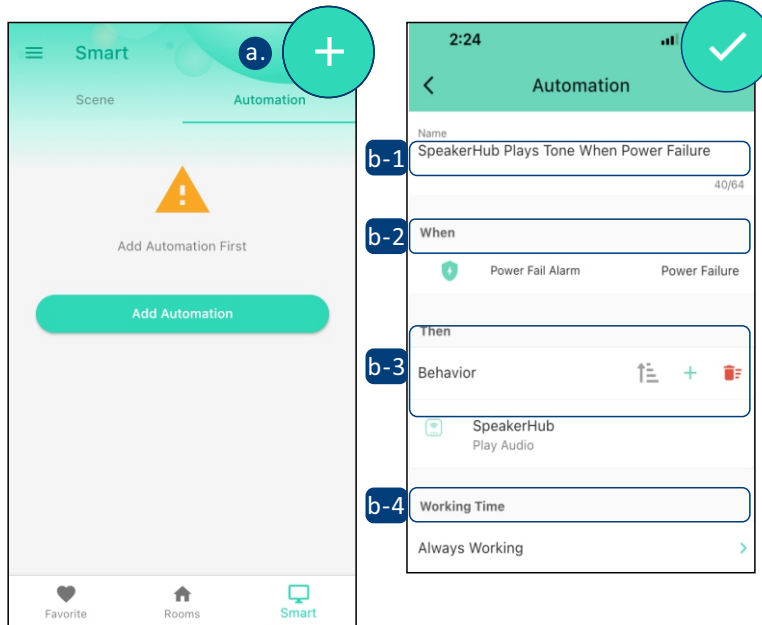 Smart
a.
Scene
Automation
Add Automation First
Add Automation
Favorite
Rooms
Smart
2:24
Automation
Name
b-1
SpeakerHub Plays Tone When Power Failure
40/64
b-2
When
Power Fail Alarm
Power Failure
Then
b-3
Behavior
SpeakerHub
Play Audio
b-4
Working Time
Always Working